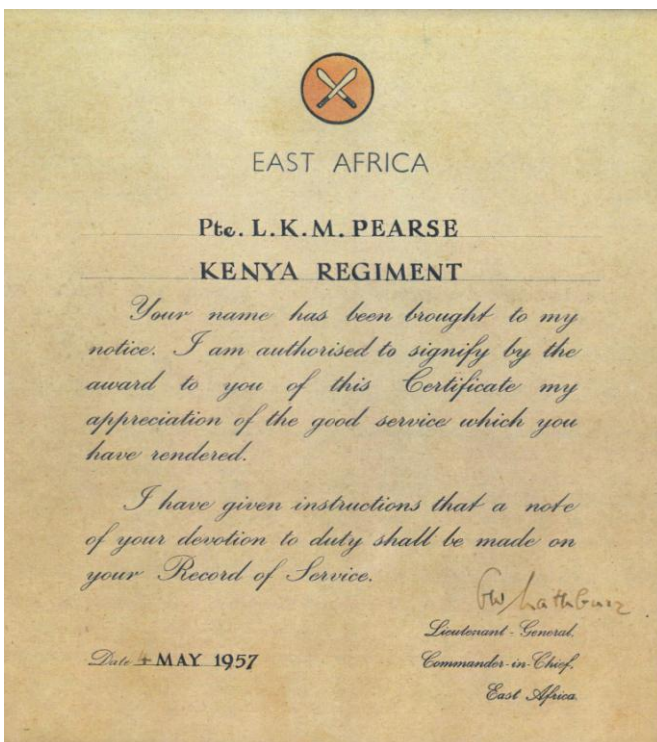 EAST AFRICA
Pte. L.K.M. PEARSE
KENYA REGIMENT
Your name has been brought to my
notice. I am authorised to signify by the
award to you of this Certificate my
appreciation of the good service which you
have rendered.
I have given instructions that a note
of your devotion to duty shall be made on
your Record of Service.
Lieutenant-General.
Date 4 MAY 1957
Commander-in-Chief.
East Africa.